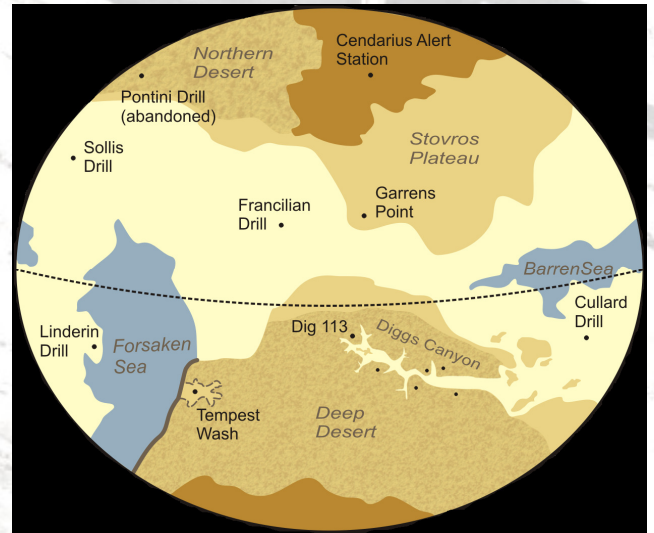 Northern
Desert
Cendarius Alert
Station
Pontini Drill
(abandoned)
Stovros
Plateau
Sollis
Drill
Francilian
Drill
Garrens
Point
BarrenSea
Cullard
Drill
Linderin
Drill
Forsaken
Sea
Dig 113
Diggs Canyon
Tempest
Wash
Deep
Desert